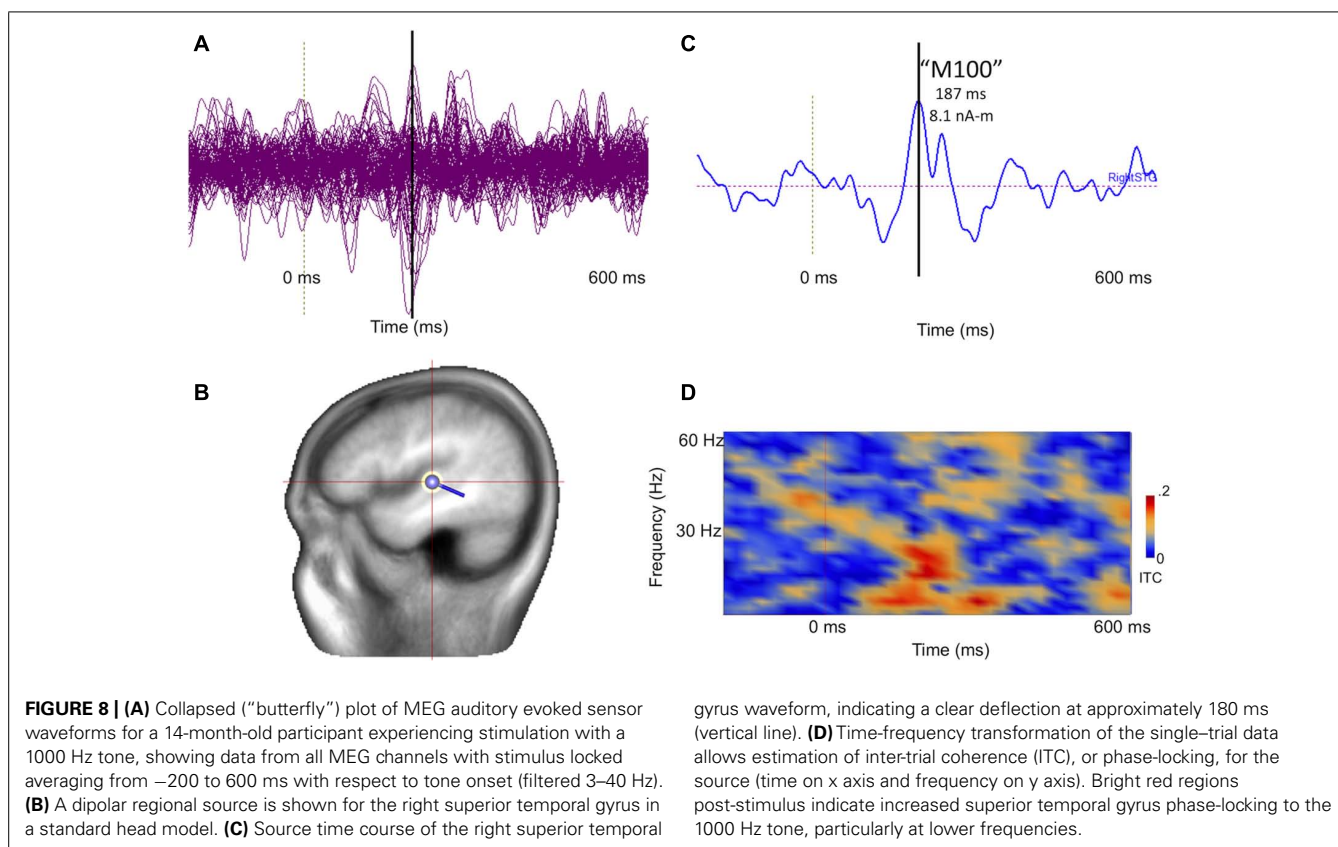 A
0 ms
600 ms
Time (ms)
C
“M100”
187 ms
8.1 nA-m
RightSTG
0 ms
600 ms
Time (ms)
B
D
60 Hz
30 Hz
Frequency (Hz)
.2
0
ITC
0 ms
600 ms
Time (ms)
FIGURE 8 | (A) Collapsed (“butterfly”) plot of MEG auditory evoked sensor
waveforms for a 14-month-old participant experiencing stimulation with a
1000 Hz tone, showing data from all MEG channels with stimulus locked
averaging from −200 to 600 ms with respect to tone onset (filtered 3–40 Hz).
(B) A dipolar regional source is shown for the right superior temporal gyrus in
a standard head model. (C) Source time course of the right superior temporal
gyrus waveform, indicating a clear deflection at approximately 180 ms
(vertical line). (D) Time-frequency transformation of the single–trial data
allows estimation of inter-trial coherence (ITC), or phase-locking, for the
source (time on x axis and frequency on y axis). Bright red regions
post-stimulus indicate increased superior temporal gyrus phase-locking to the
1000 Hz tone, particularly at lower frequencies.